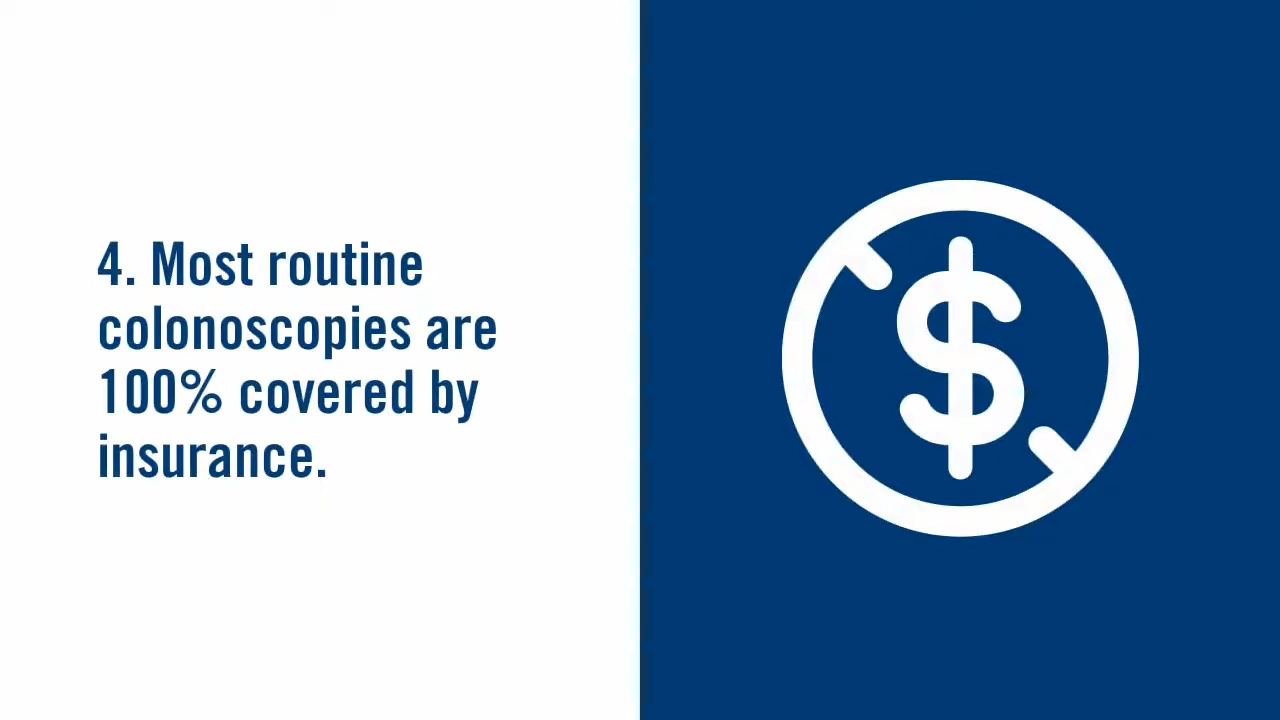 4. Most routine
colonoscopies are
100% covered by
insurance.
$